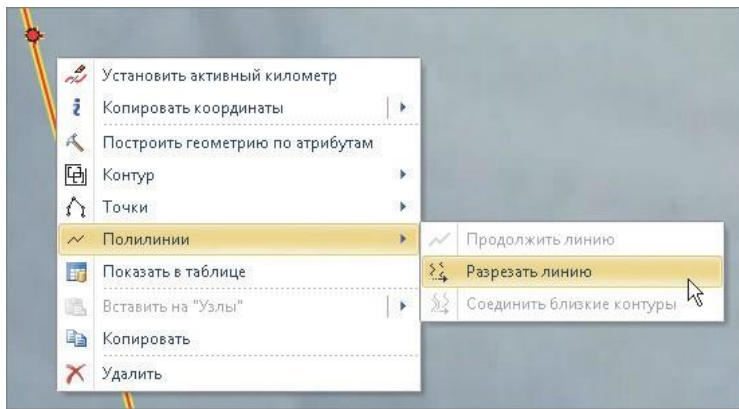 Установить активный километр
Копировать координаты
Построить геометрию по атрибутам
Контур
Точки
Полилинии
Продолжить линию
Показать в таблице
Разрезать линию
Вставить на "Узлы"
Соединить близкие контуры
Копировать
Удалить